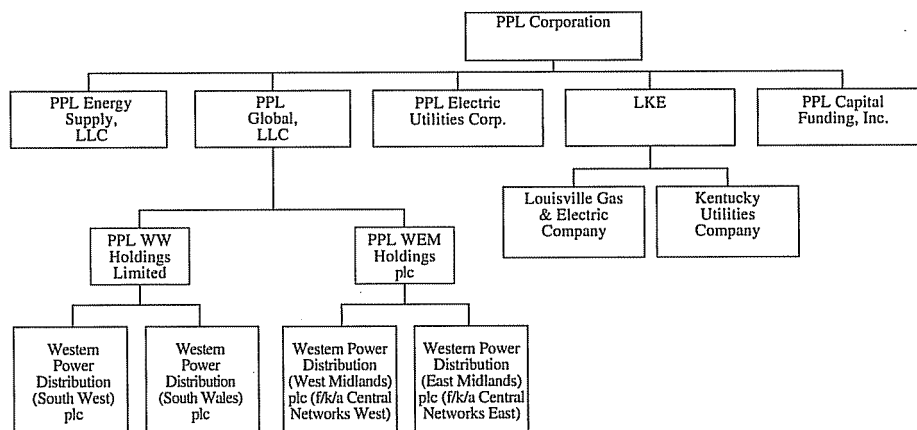 PPL Corporation
PPL Energy
Supply,
LLC
PPL
Global,
LLC
PPL Electric
Utilities Corp.
LKE
PPL Capital
Funding, Inc.
Louisville Gas
& Electric
Company
Kentucky
Utilities
Company
PPL WW
Holdings
Limited
PPL WEM
Holdings
plc
Western
Power
Distribution
(South West)
plc
Western
Power
Distribution
(South Wales)
plc
Western Power
Distribution
(West Midlands)
plc (f/k/a Central
Networks West)
Western Power
Distribution
(East Midlands)
plc (f/k/a Central
Networks East)